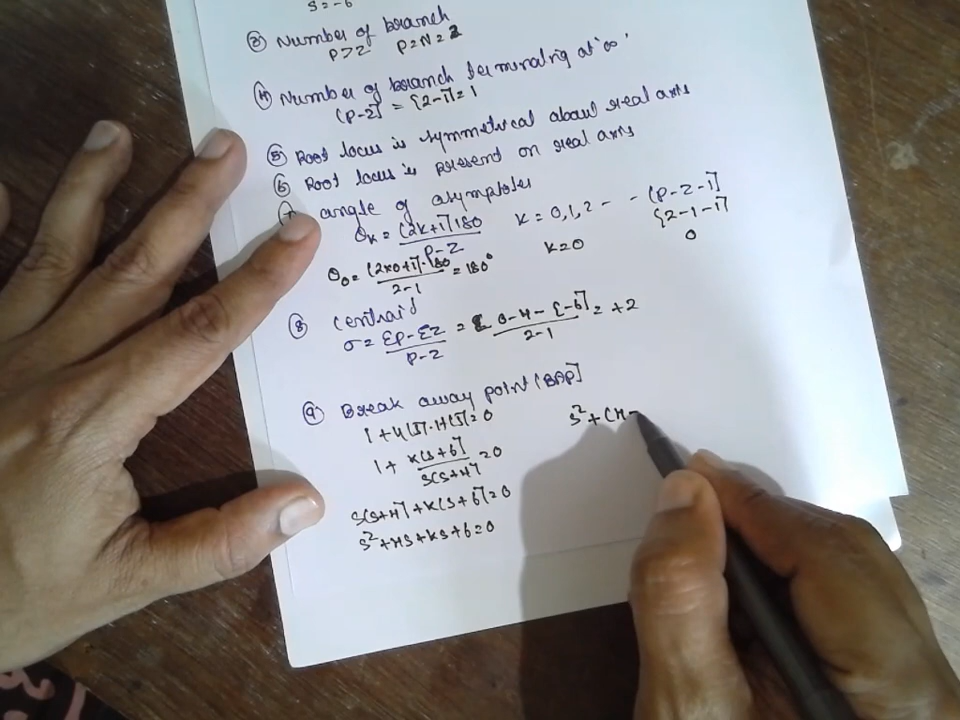 S=-6
③ Number of branch
P>Z P=N=2
④ Number of branch terminating at '∞'
(P-Z] = {2-1]=1
⑤ Root locus is symmetrical about real axis
⑥ Root locus is present on real axis
⑦ angle of asymptotes
θk = (2k+1]180 / P-Z K=0,1,2 - - (P-Z-1]
{2-1-1]
θ0= (2x0+1]·180 / 2-1 =180° K=0 0
⑧ Centroid
σ= ΣP-ΣZ / P-Z = 0-4-[-6] / 2-1 = +2
⑨ Break away point [BAP]
1+G[S]·H[S]=0 S²+(4
1+ K[S+6] / S(S+4] =0
S(S+4]+K(S+6]=0
S²+4S+KS+6=0